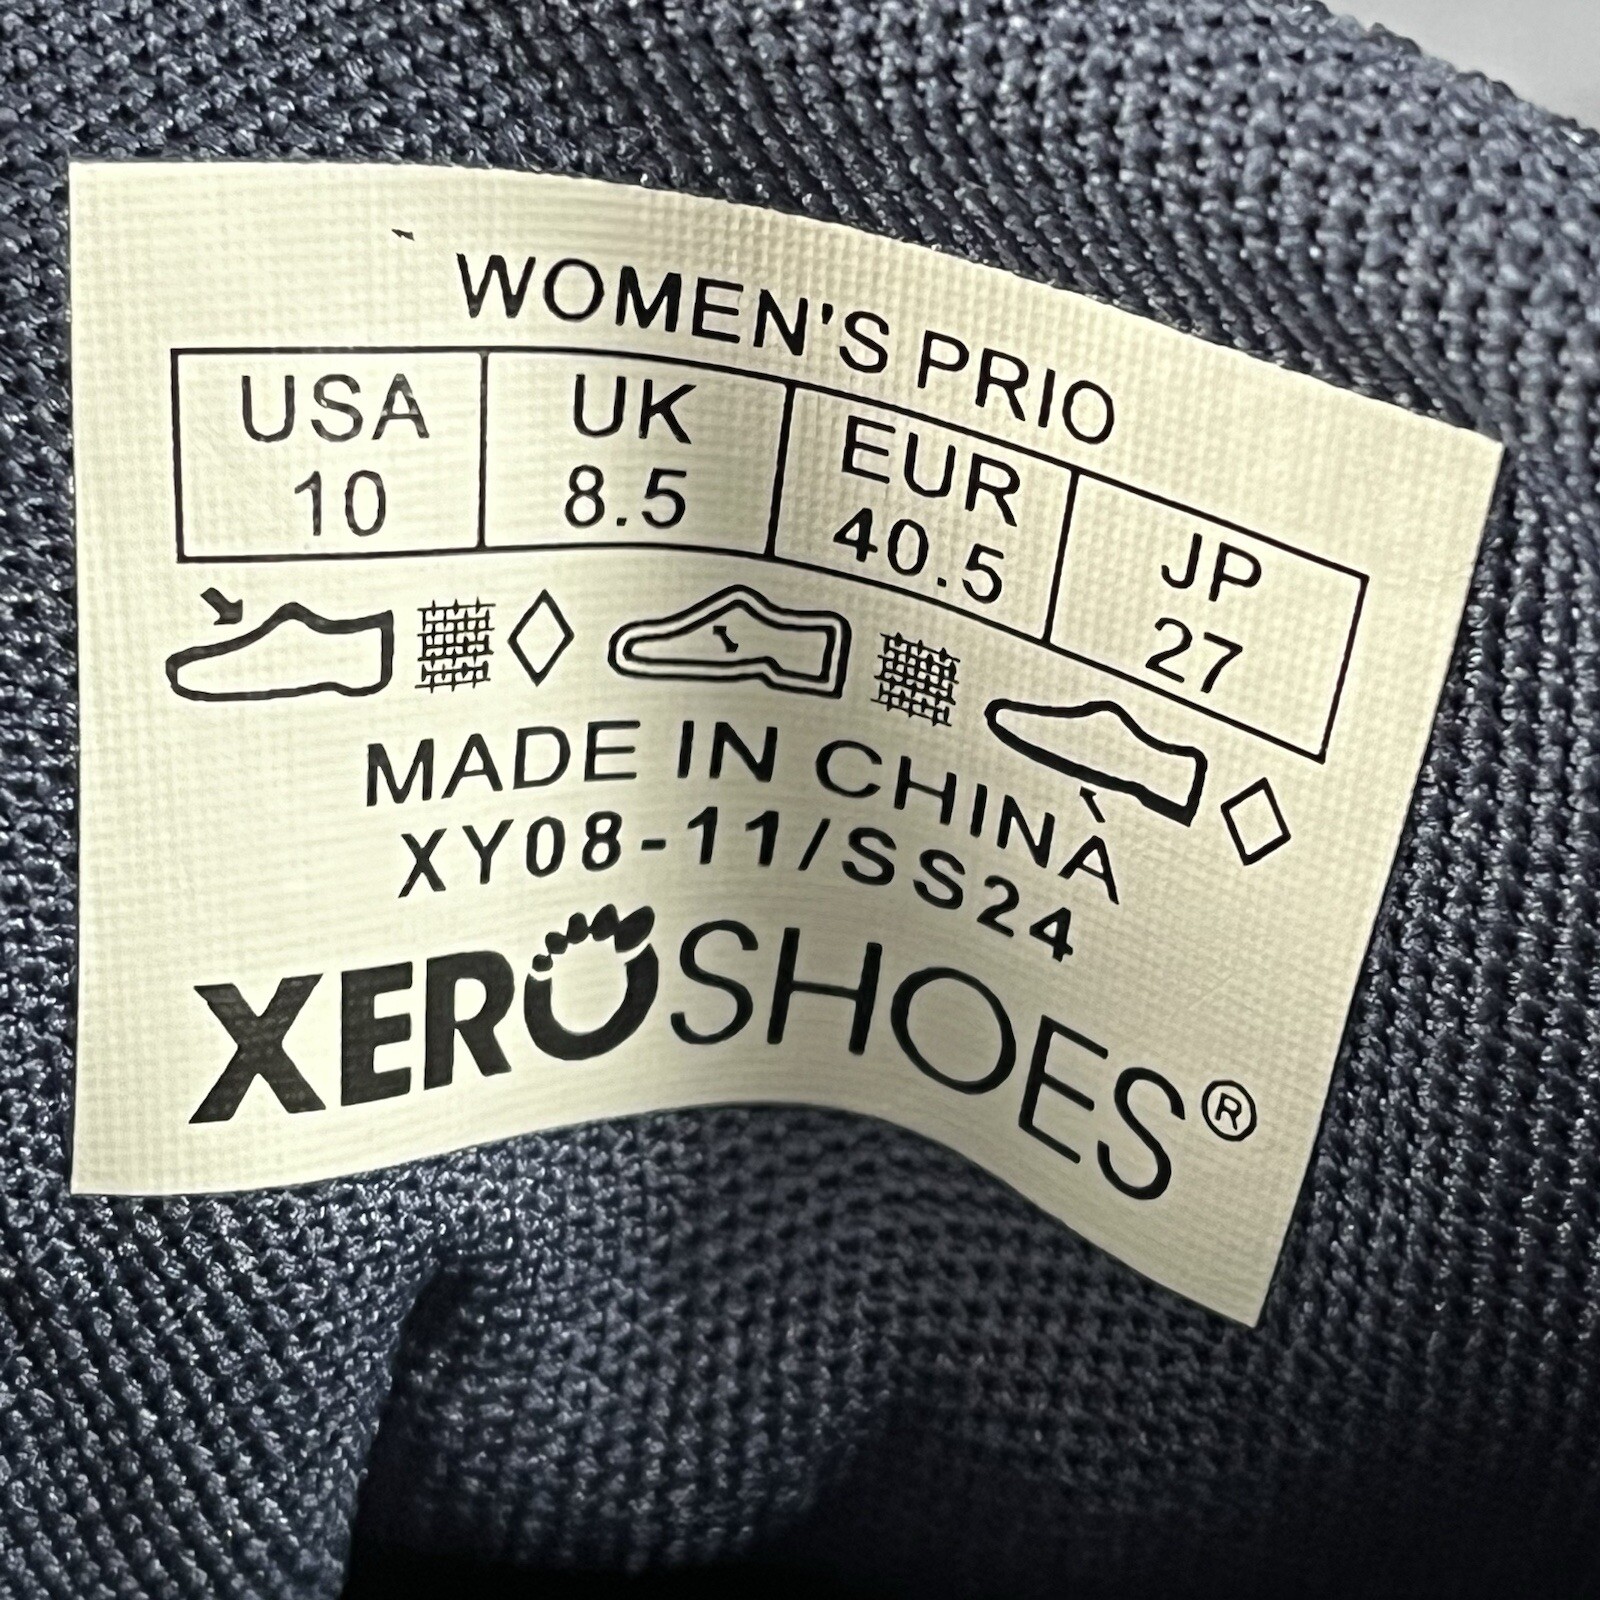 WOMEN'S PRIO
USA UK EUR JP
10 8.5 40.5 27
MADE IN CHINA
XY08-11/SS24
XEROSHOES®